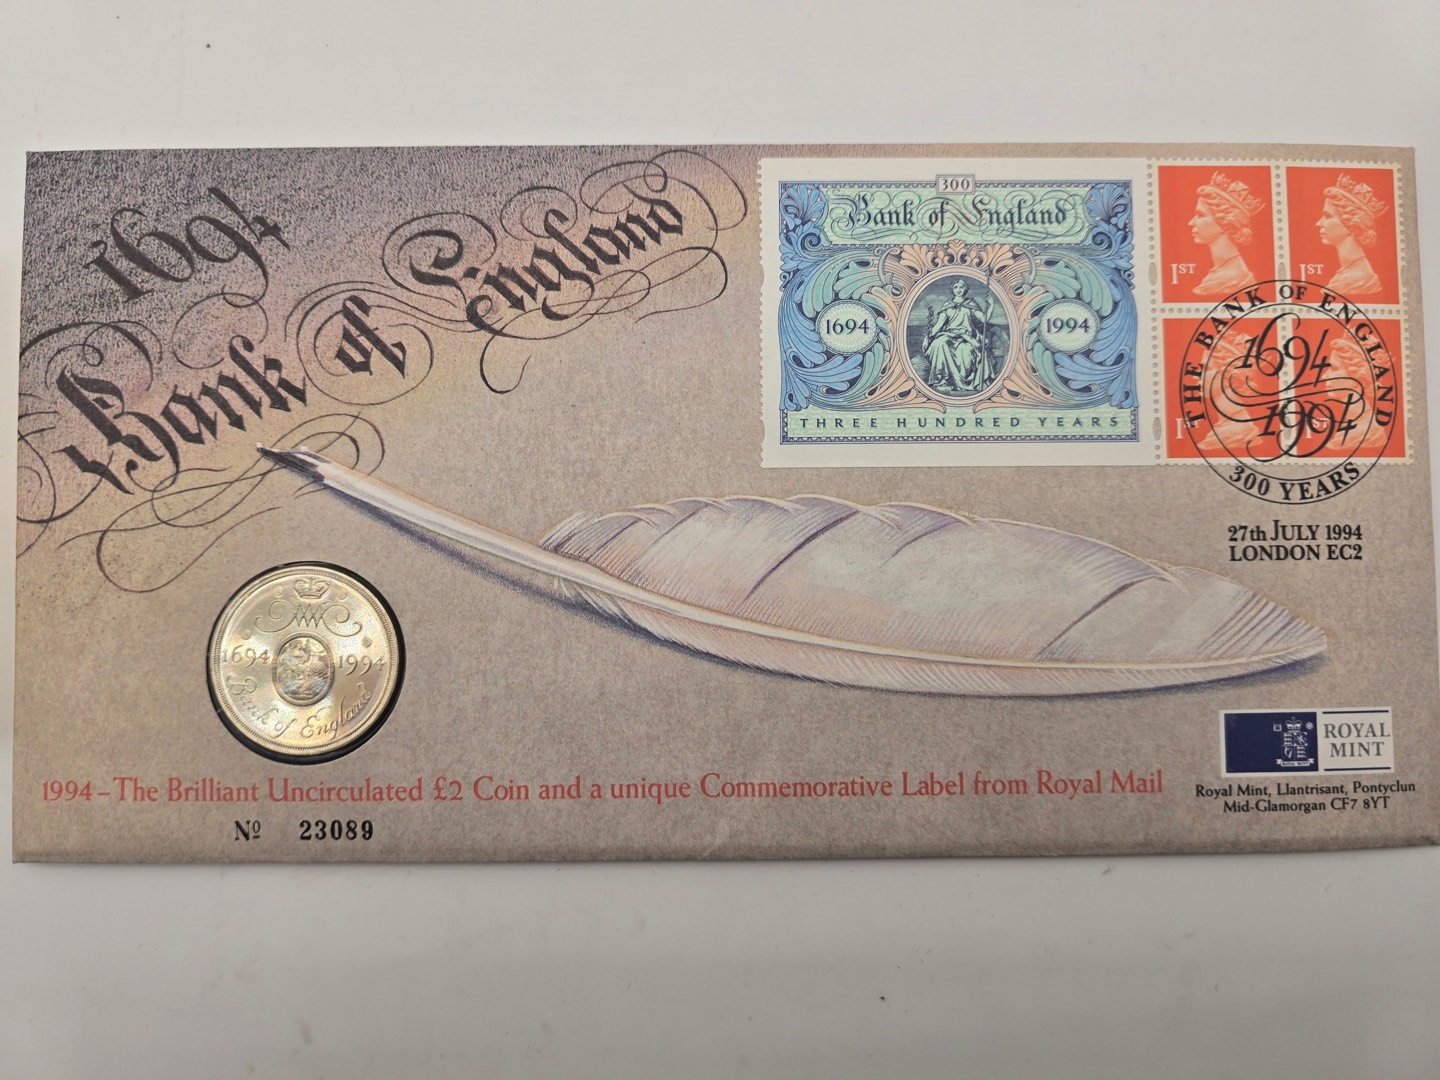 1694
Bank of England
300
Bank of England
1694 1994
THREE HUNDRED YEARS
1ST 1ST
THE BANK OF ENGLAND
1694
1994
300 YEARS
27th JULY 1994
LONDON EC2
1694 1994
Bank of England
ROYAL MINT
ROYAL
MINT
Royal Mint, Llantrisant, Pontyclun
Mid-Glamorgan CF7 8YT
1994 – The Brilliant Uncirculated £2 Coin and a unique Commemorative Label from Royal Mail
Nº 23089